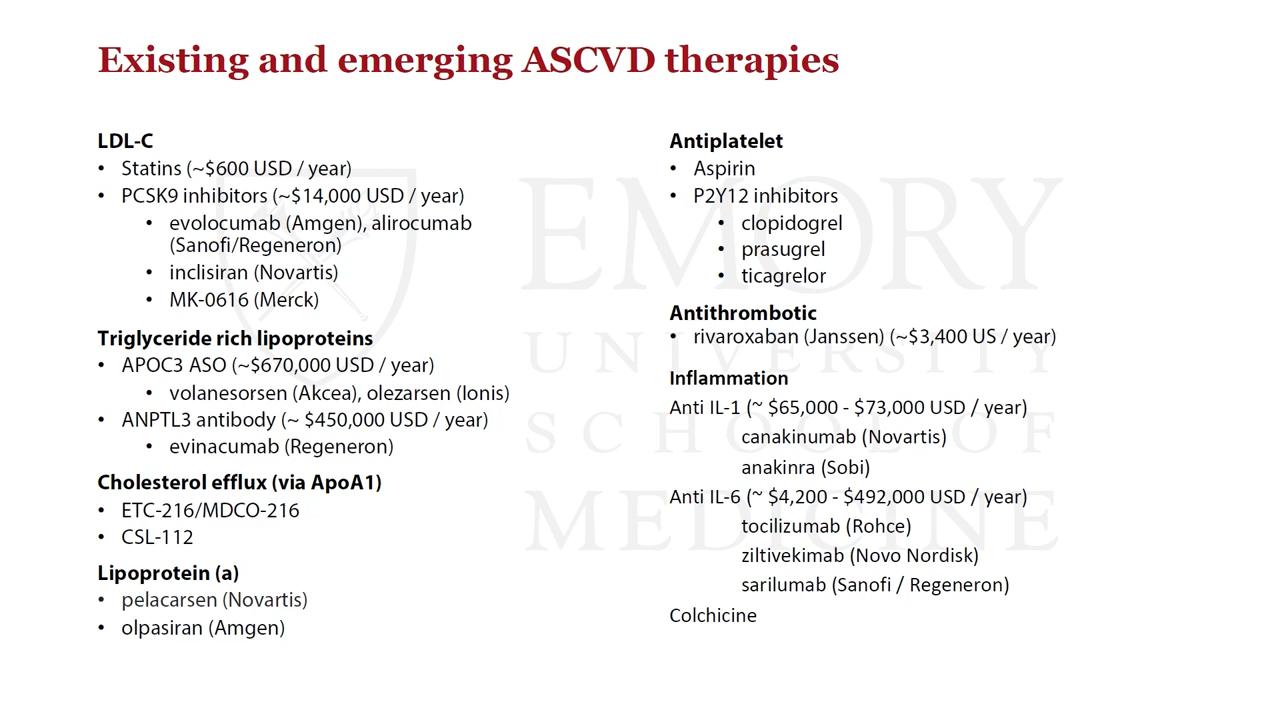 Existing and emerging ASCVD therapies
LDL-C
• Statins (~$600 USD / year)
• PCSK9 inhibitors (~$14,000 USD / year)
• evolocumab (Amgen), alirocumab
(Sanofi/Regeneron)
• inclisiran (Novartis)
• MK-0616 (Merck)
Triglyceride rich lipoproteins
• APOC3 ASO (~$670,000 USD / year)
• volanesorsen (Akcea), olezarsen (Ionis)
• ANPTL3 antibody (~ $450,000 USD / year)
• evinacumab (Regeneron)
Cholesterol efflux (via ApoA1)
• ETC-216/MDCO-216
• CSL-112
Lipoprotein (a)
• pelacarsen (Novartis)
• olpasiran (Amgen)
Antiplatelet
• Aspirin
• P2Y12 inhibitors
• clopidogrel
• prasugrel
• ticagrelor
Antithrombotic
• rivaroxaban (Janssen) (~$3,400 US / year)
Inflammation
Anti IL-1 (~ $65,000 - $73,000 USD / year)
canakinumab (Novartis)
anakinra (Sobi)
Anti IL-6 (~ $4,200 - $492,000 USD / year)
tocilizumab (Rohce)
ziltivekimab (Novo Nordisk)
sarilumab (Sanofi / Regeneron)
Colchicine
EMORY
UNIVERSITY
SCHOOL OF
MEDICINE